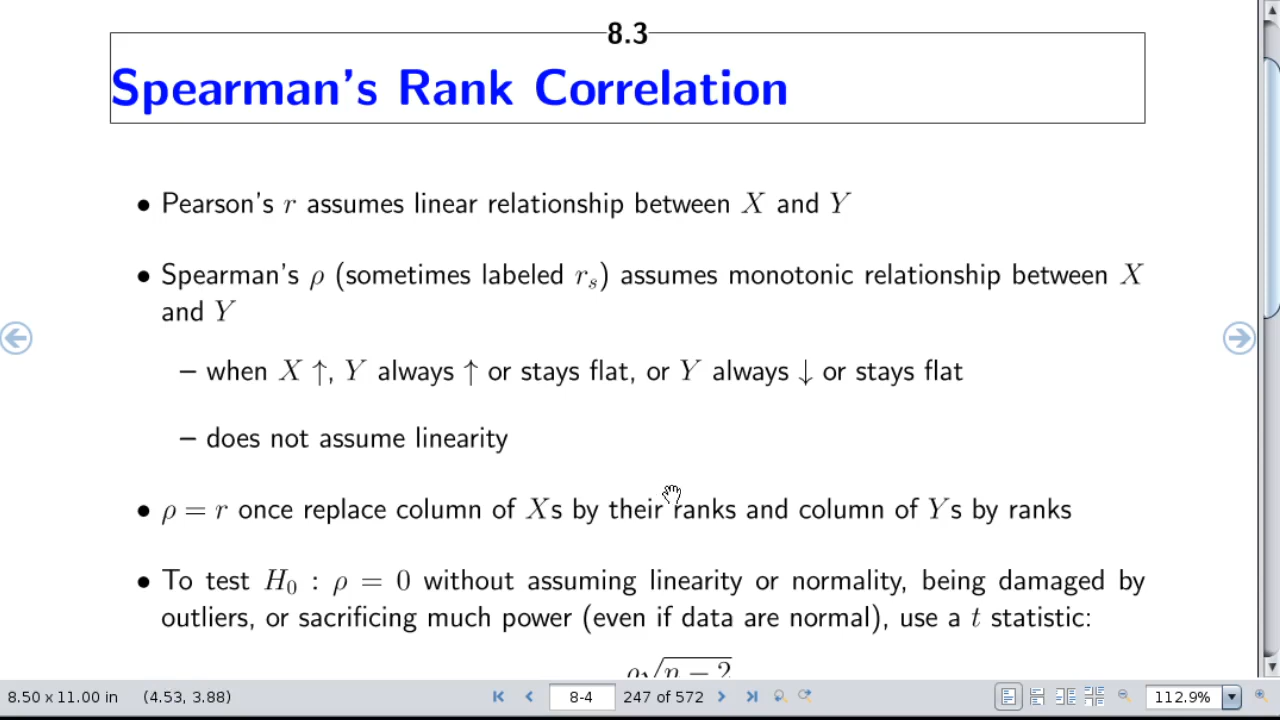 8.3
Spearman's Rank Correlation
• Pearson's r assumes linear relationship between X and Y
• Spearman's ρ (sometimes labeled rₛ) assumes monotonic relationship between X
and Y
– when X ↑, Y always ↑ or stays flat, or Y always ↓ or stays flat
– does not assume linearity
• ρ = r once replace column of Xs by their ranks and column of Y s by ranks
• To test H₀ : ρ = 0 without assuming linearity or normality, being damaged by
outliers, or sacrificing much power (even if data are normal), use a t statistic:
ρ√n − 2
8.50 x 11.00 in (4.53, 3.88) 8-4 247 of 572 112.9%